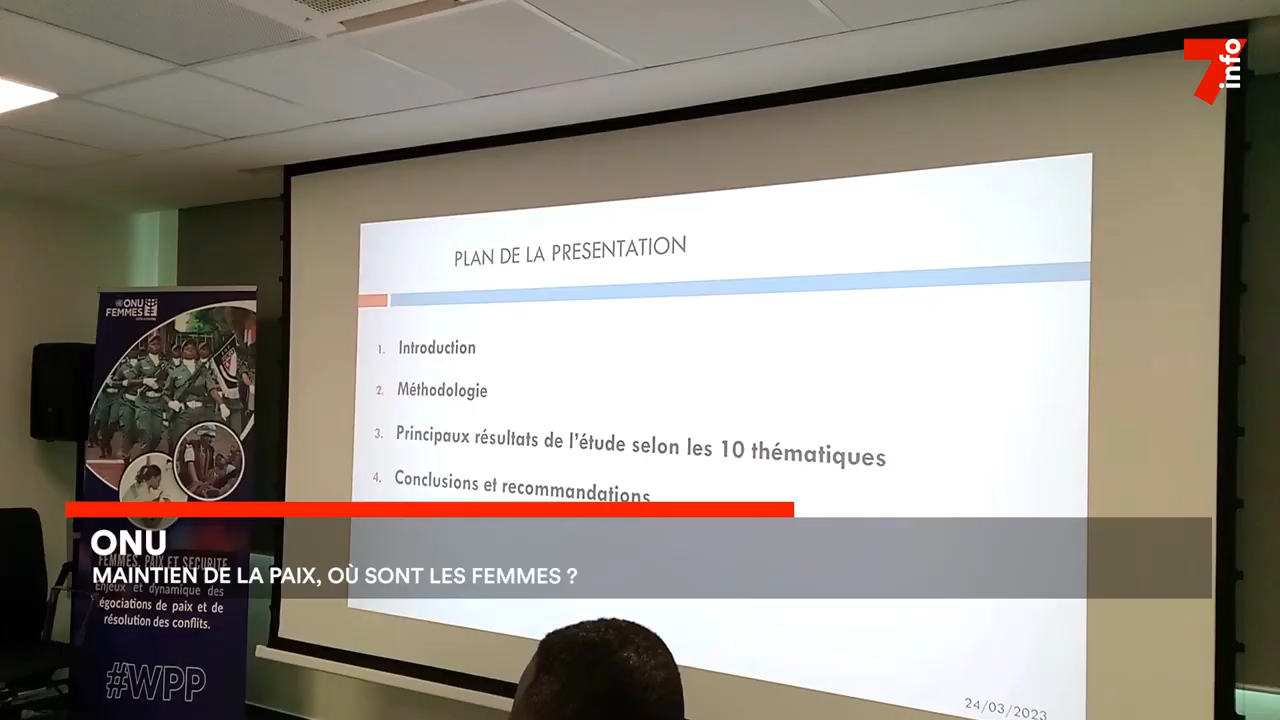 7info
PLAN DE LA PRESENTATION
1. Introduction
2. Méthodologie
3. Principaux résultats de l'étude selon les 10 thématiques
4. Conclusions et recommandations
24/03/2023
ONU
FEMMES
FEMMES, PAIX ET SECURITE
Enjeux et dynamique des
égociations de paix et de
résolution des conflits.
#WPP
ONU
MAINTIEN DE LA PAIX, OÙ SONT LES FEMMES ?